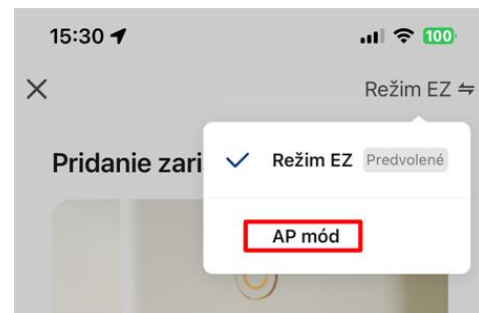 15:30
100
Režim EZ
Pridanie zari
Režim EZ Predvolené
AP mód